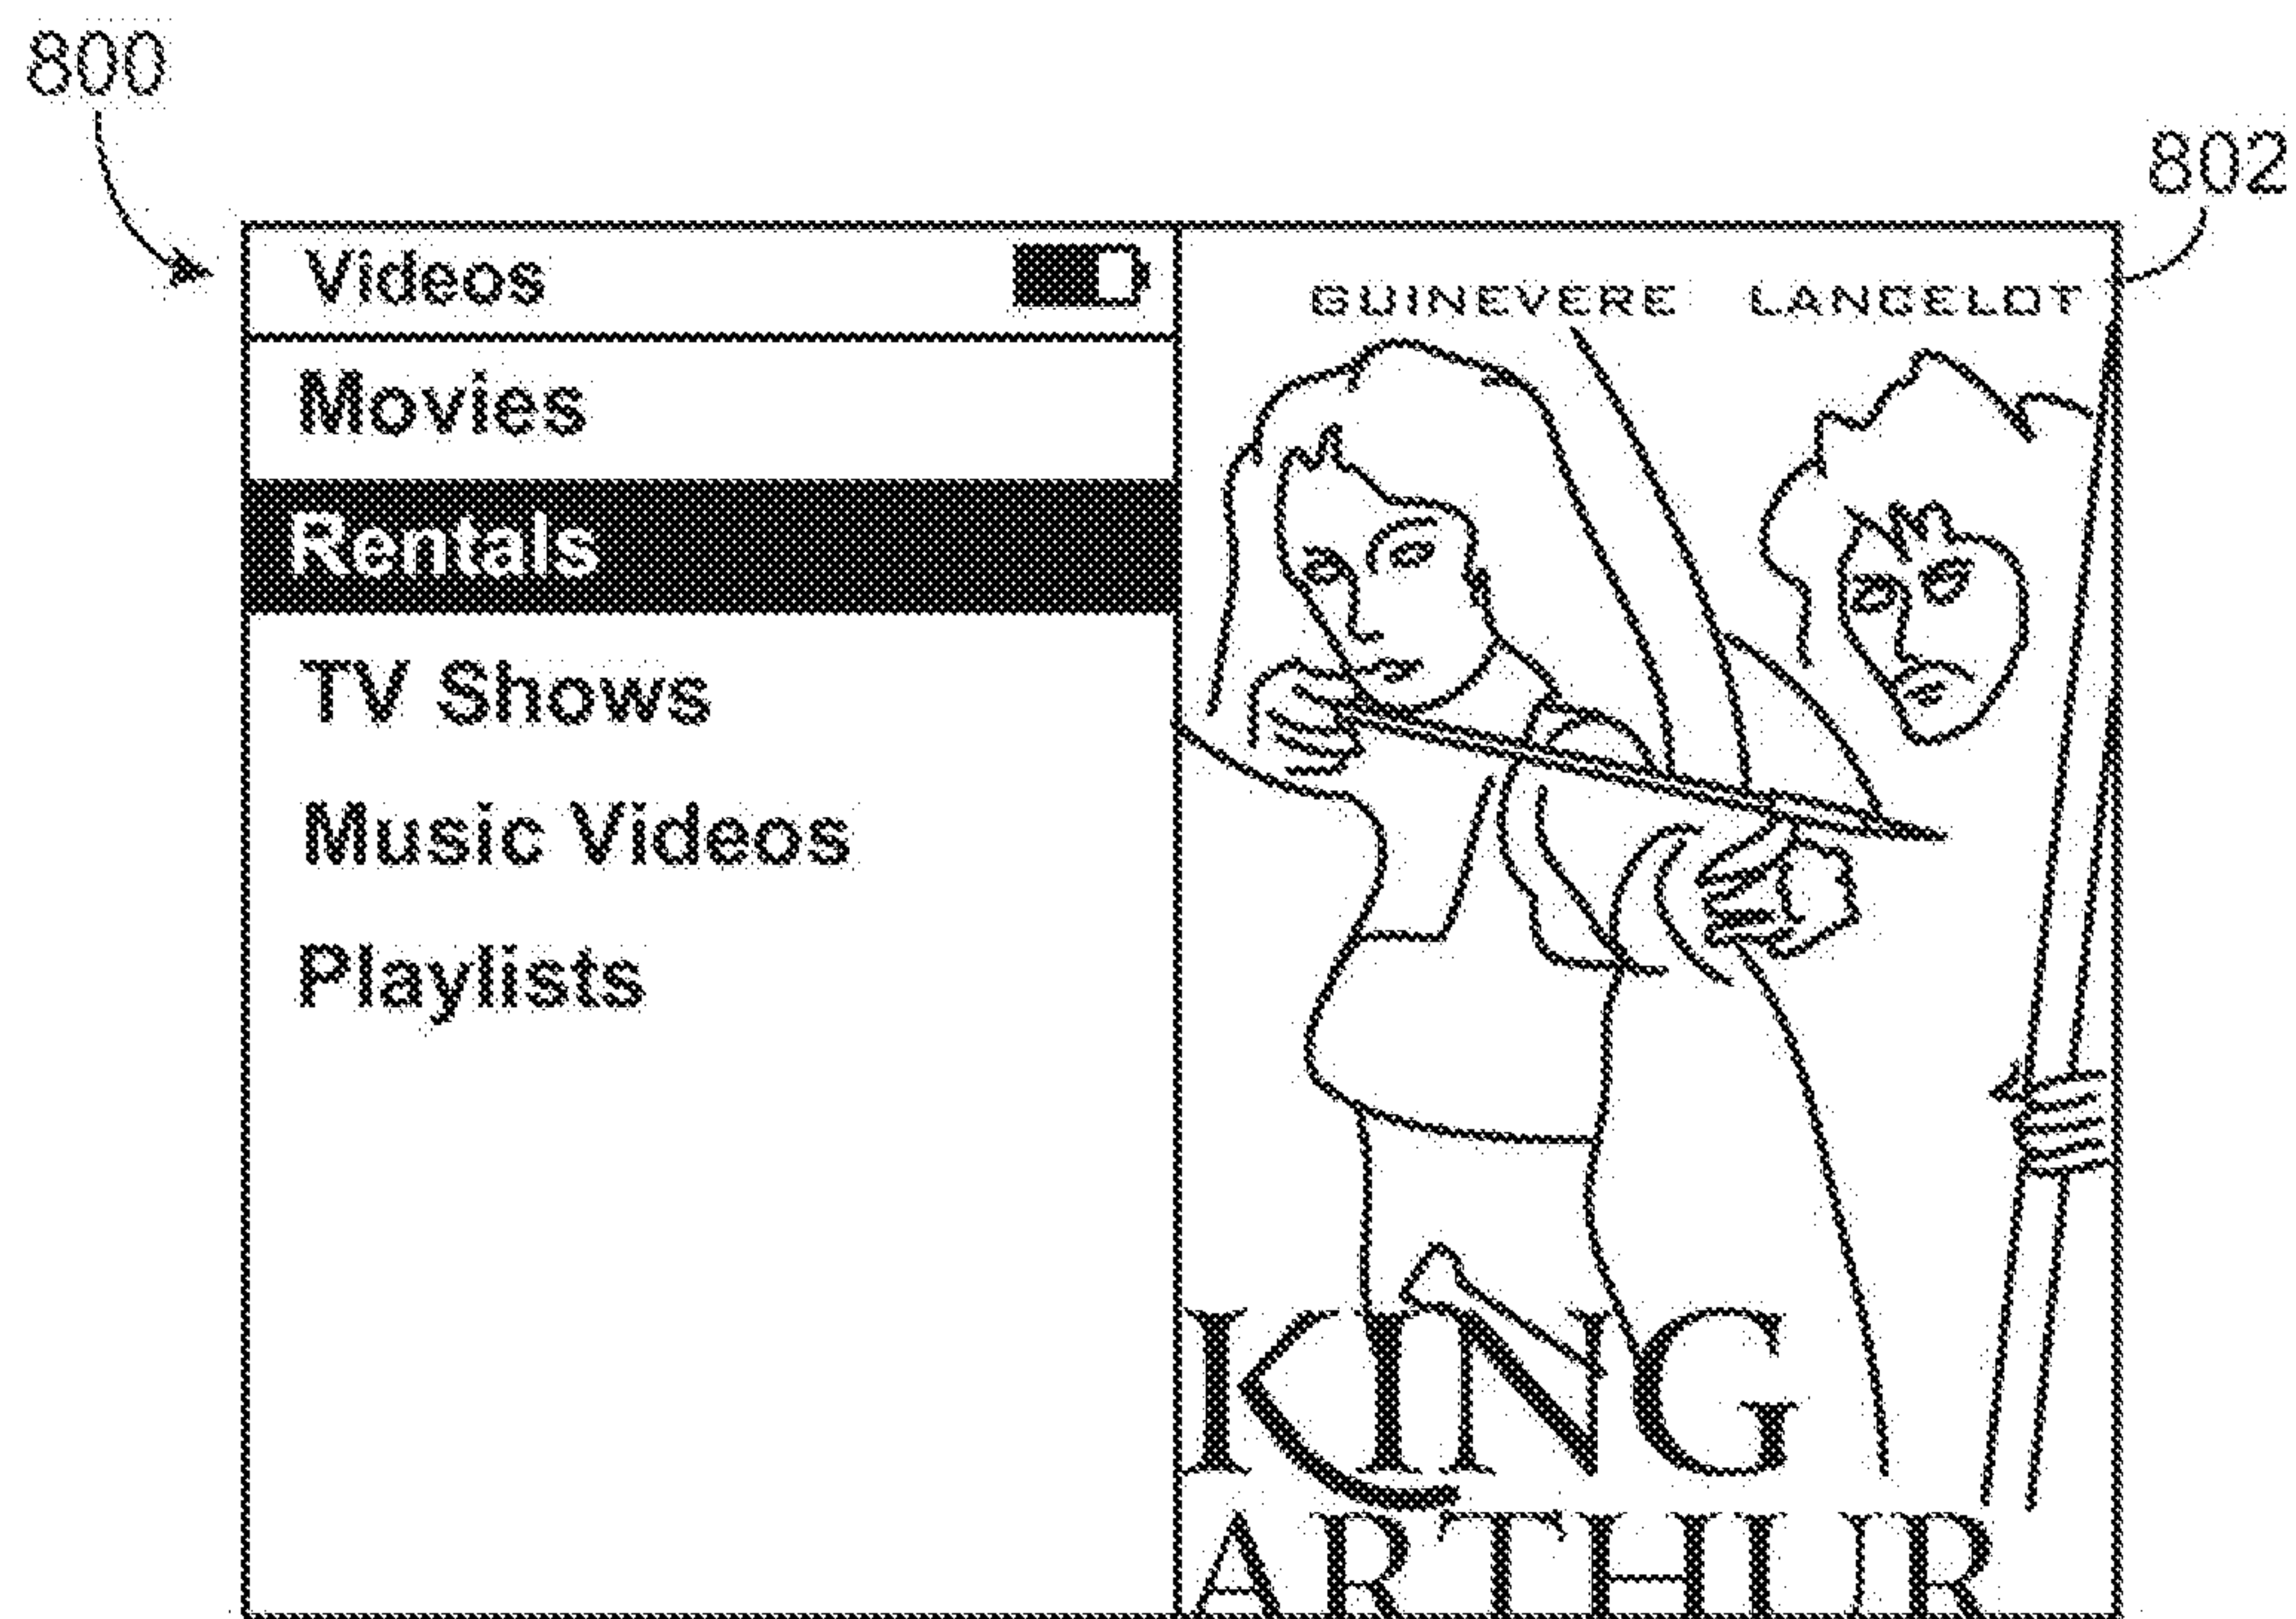 800
802
Videos
Movies
Rentals
TV Shows
Music Videos
Playlists
GUINEVERE LANCELOT
KING
ARTHUR